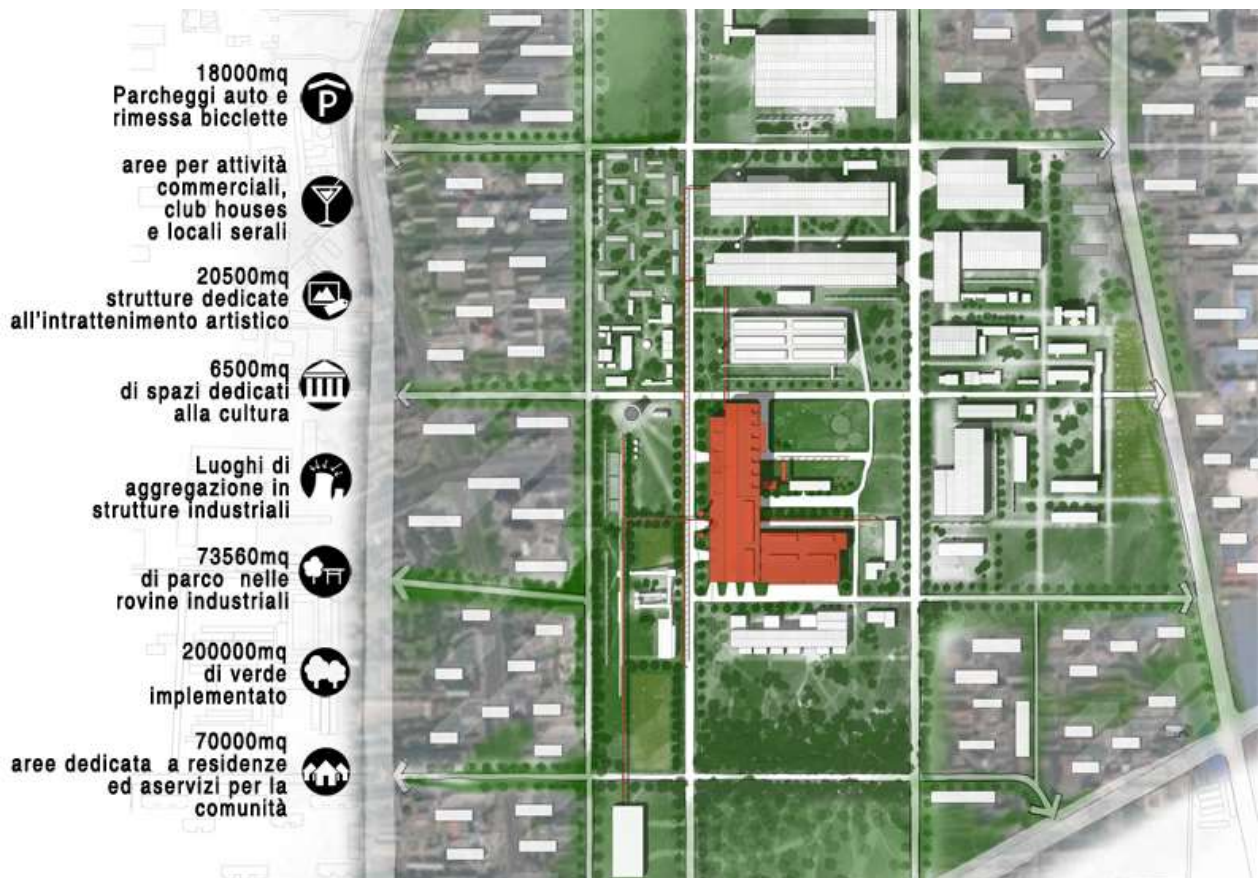 18000mq
Parcheggi auto e
rimessa bicclette
P
aree per attività
commerciali,
club houses
e locali serali
20500mq
strutture dedicate
all'intrattenimento artistico
6500mq
di spazi dedicati
alla cultura
Luoghi di
aggregazione in
strutture industriali
73560mq
di parco nelle
rovine industriali
200000mq
di verde
implementato
70000mq
aree dedicata a residenze
ed aservizi per la
comunità